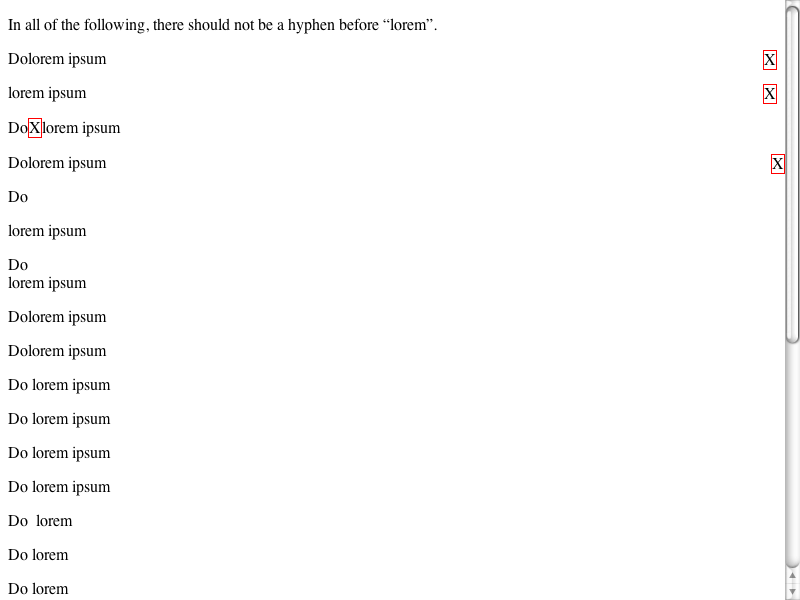 In all of the following, there should not be a hyphen before “lorem”.
Dolorem ipsum X
lorem ipsum X
DoXlorem ipsum
Dolorem ipsum X
Do
lorem ipsum
Do
lorem ipsum
Dolorem ipsum
Dolorem ipsum
Do lorem ipsum
Do lorem ipsum
Do lorem ipsum
Do lorem ipsum
Do  lorem
Do lorem
Do lorem